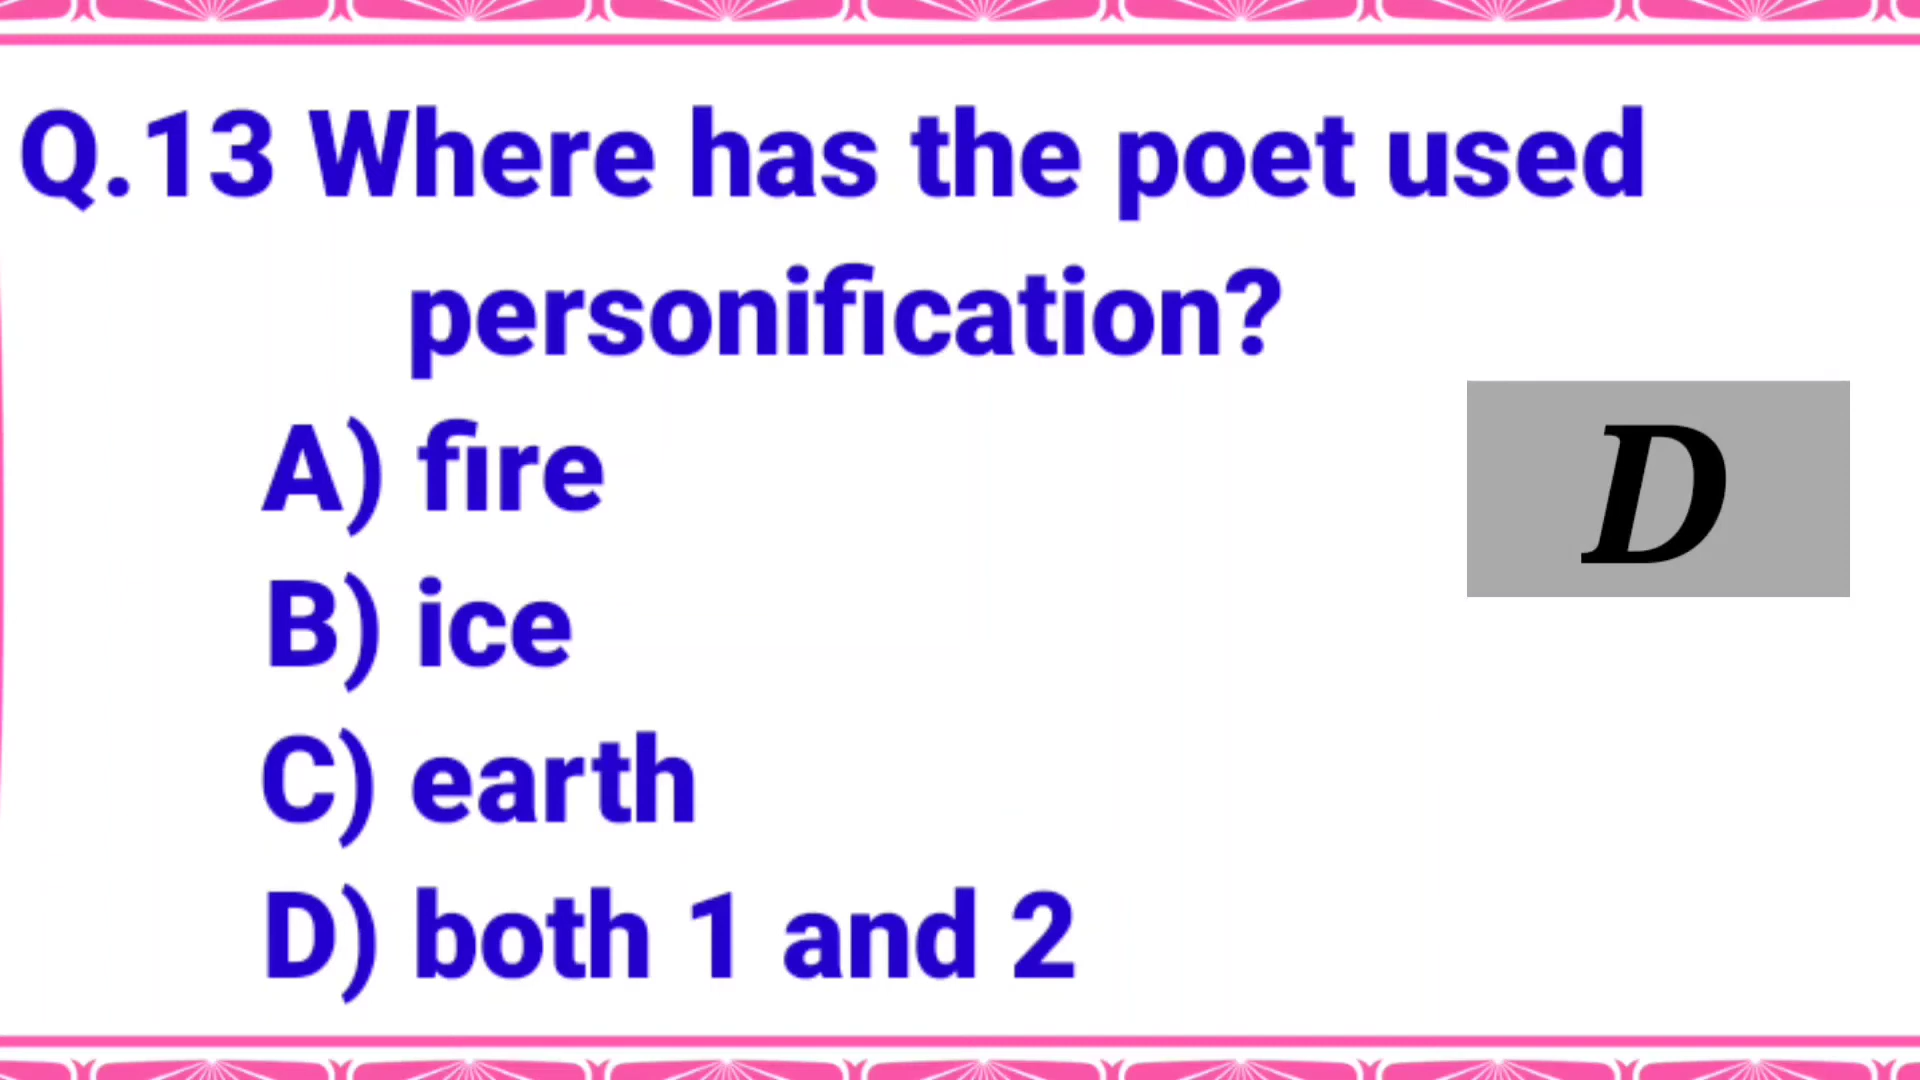 Q.13 Where has the poet used
personification?
A) fire
D
B) ice
C) earth
D) both 1 and 2